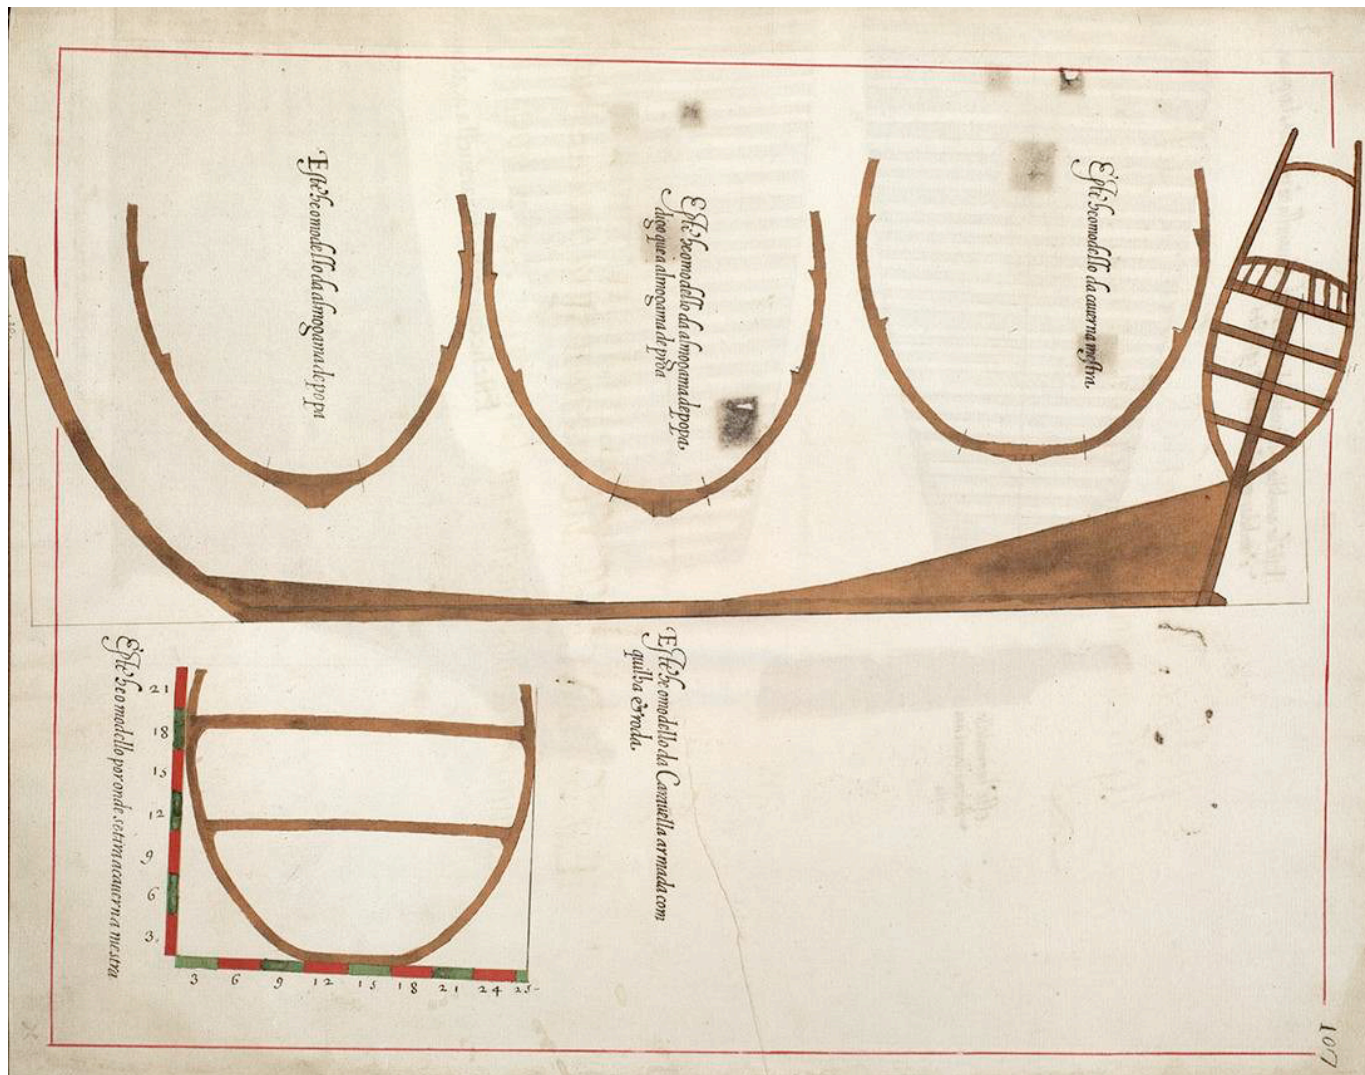 Este he o modello da almogama de popa
Este he o modello da almogama de popa,
digo que á almogama de proa
Este he o modello da cauerna mestra,
Este he o modello da Carauella armada com
quilha & roda,
Este he o modello por onde se tira a cauerna mestra
21
18
15
12
9
6
3
3 6 9 12 15 18 21 24 25
107